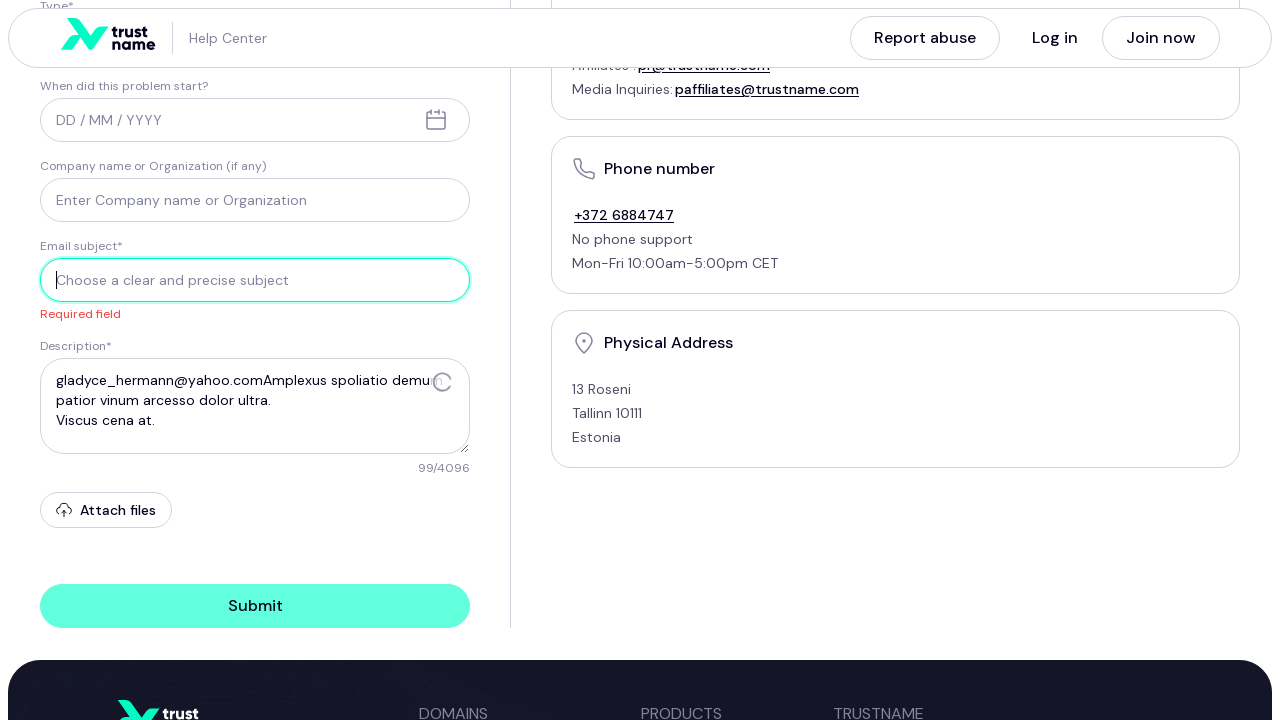 Type*
trust
name
Help Center
Report abuse
Log in
Join now
When did this problem start?
DD / MM / YYYY
Company name or Organization (if any)
Enter Company name or Organization
Email subject*
Choose a clear and precise subject
Required field
Description*
gladyce_hermann@yahoo.comAmplexus spoliatio demum
patior vinum arcesso dolor ultra.
Viscus cena at.
99/4096
Attach files
Submit
Affiliates : pr@trustname.com
Media Inquiries: paffiliates@trustname.com
Phone number
+372 6884747
No phone support
Mon-Fri 10:00am-5:00pm CET
Physical Address
13 Roseni
Tallinn 10111
Estonia
trust
DOMAINS
PRODUCTS
TRUSTNAME